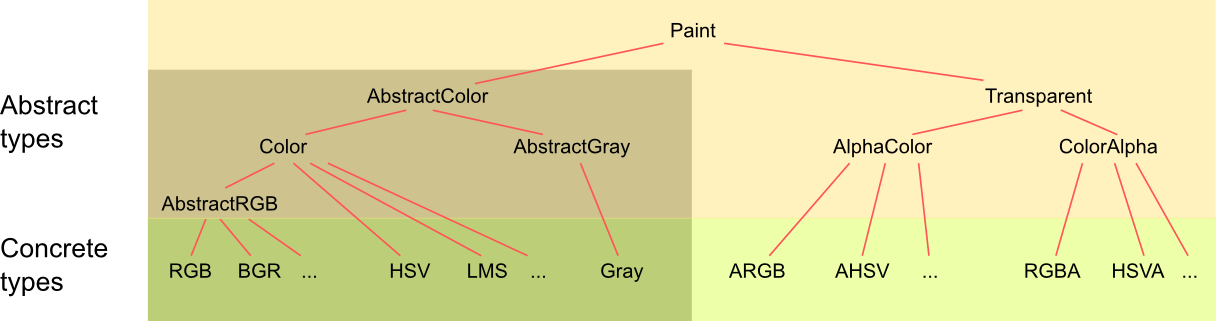 Paint
Abstract
types
AbstractColor
Transparent
Color
AbstractGray
AlphaColor
ColorAlpha
AbstractRGB
Concrete
types
RGB BGR ... HSV LMS ... Gray ARGB AHSV ... RGBA HSVA ...